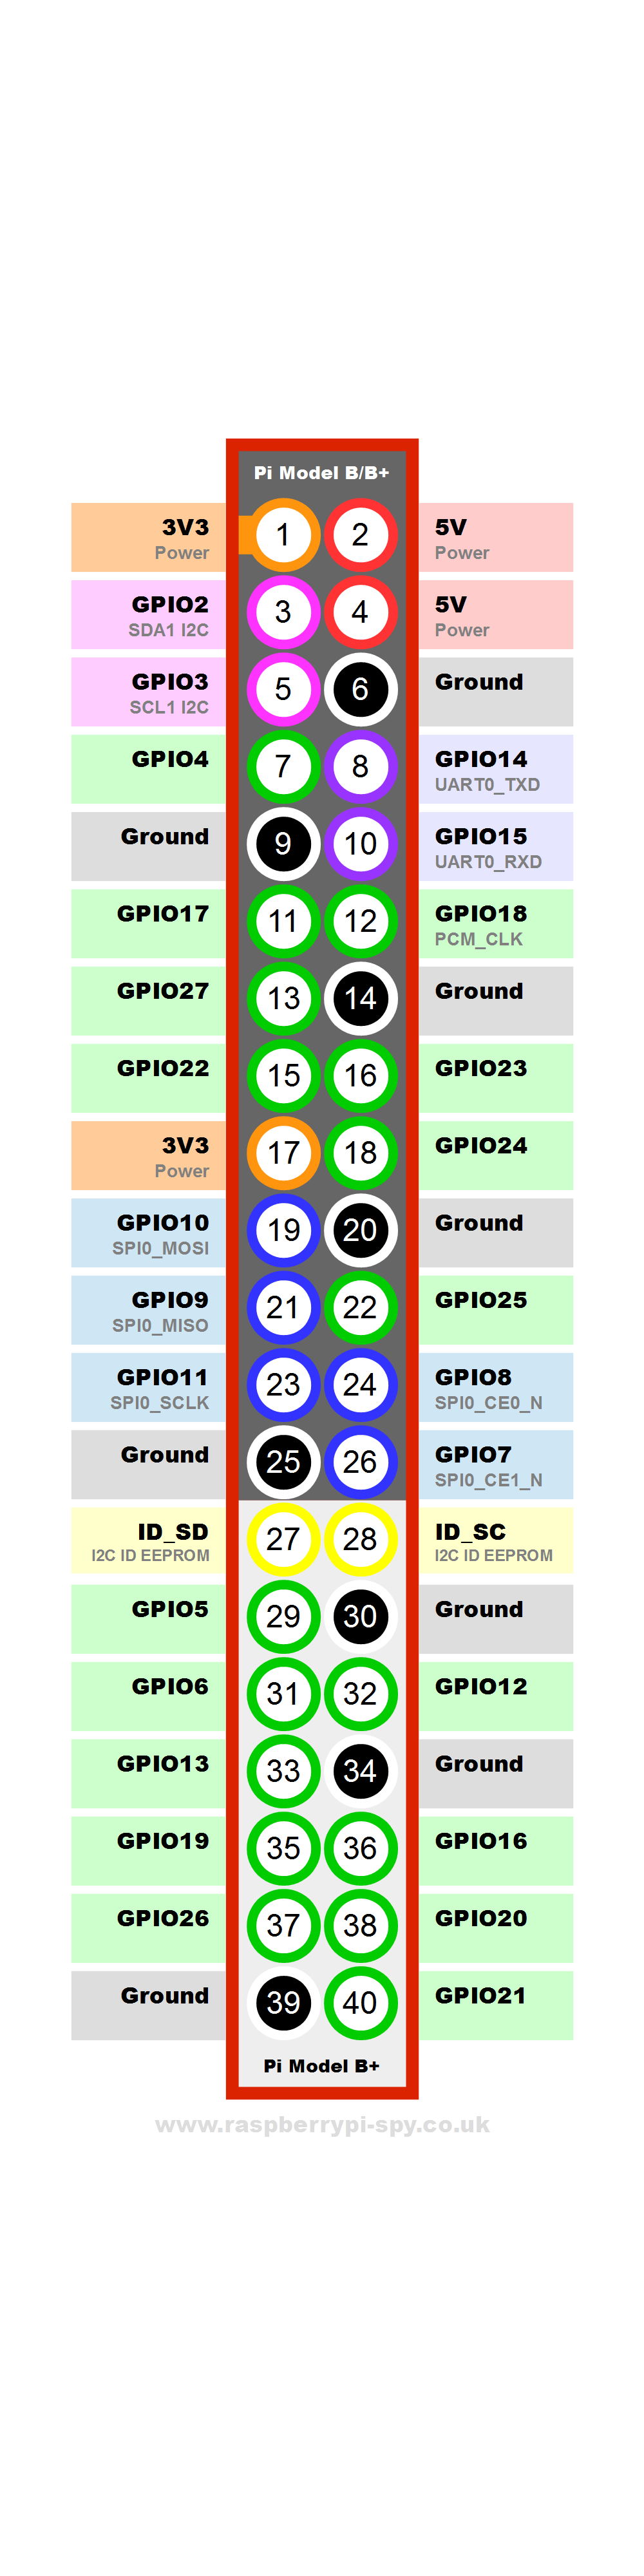 Pi Model B/B+
3V3 1 2 5V
Power Power
GPIO2 3 4 5V
SDA1 I2C Power
GPIO3 5 6 Ground
SCL1 I2C
GPIO4 7 8 GPIO14
UART0_TXD
Ground 9 10 GPIO15
UART0_RXD
GPIO17 11 12 GPIO18
PCM_CLK
GPIO27 13 14 Ground
GPIO22 15 16 GPIO23
3V3 17 18 GPIO24
Power
GPIO10 19 20 Ground
SPI0_MOSI
GPIO9 21 22 GPIO25
SPI0_MISO
GPIO11 23 24 GPIO8
SPI0_SCLK SPI0_CE0_N
Ground 25 26 GPIO7
SPI0_CE1_N
ID_SD 27 28 ID_SC
I2C ID EEPROM I2C ID EEPROM
GPIO5 29 30 Ground
GPIO6 31 32 GPIO12
GPIO13 33 34 Ground
GPIO19 35 36 GPIO16
GPIO26 37 38 GPIO20
Ground 39 40 GPIO21
Pi Model B+
www.raspberrypi-spy.co.uk